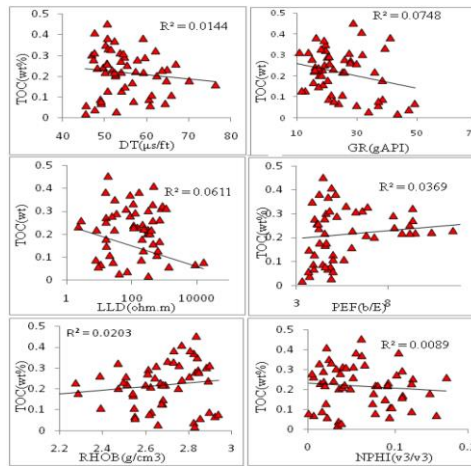 R² = 0.0144
TOC(wt%)
0.5
0.4
0.3
0.2
0.1
0
40 50 60 70 80
DT(μs/ft)
R² = 0.0748
TOC(wt)
0.5
0.4
0.3
0.2
0.1
0
10 30 50
GR(gAPI)
R² = 0.0611
TOC(wt)
0.5
0.4
0.3
0.2
0.1
0
1 100 10000
LLD(ohm m)
R² = 0.0369
TOC(wt%)
0.5
0.4
0.3
0.2
0.1
0
3 8
PEF(b/E)
R² = 0.0203
TOC(wt%)
0.5
0.4
0.3
0.2
0.1
0
2.2 2.4 2.6 2.8 3
RHOB(g/cm3)
R² = 0.0089
TOC(wt%)
0.5
0.4
0.3
0.2
0.1
0
0 0.1 0.2
NPHI(v3/v3)